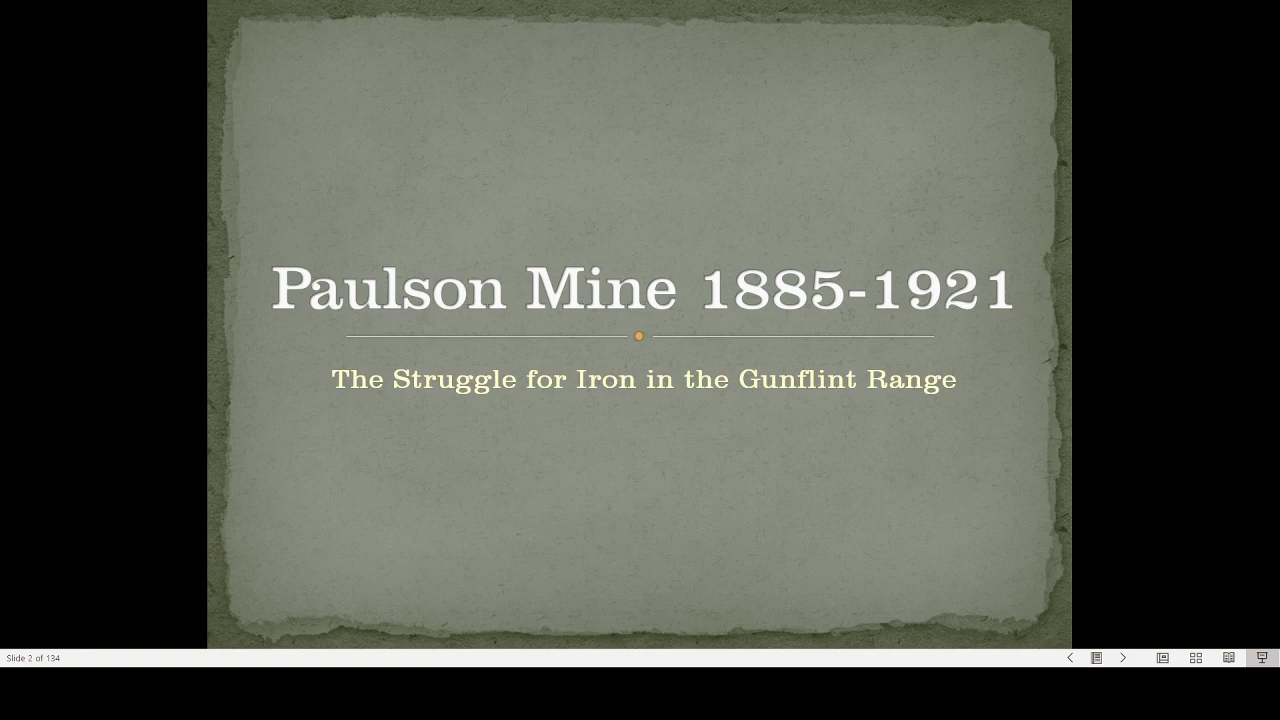 Paulson Mine 1885-1921
The Struggle for Iron in the Gunflint Range
Slide 2 of 134